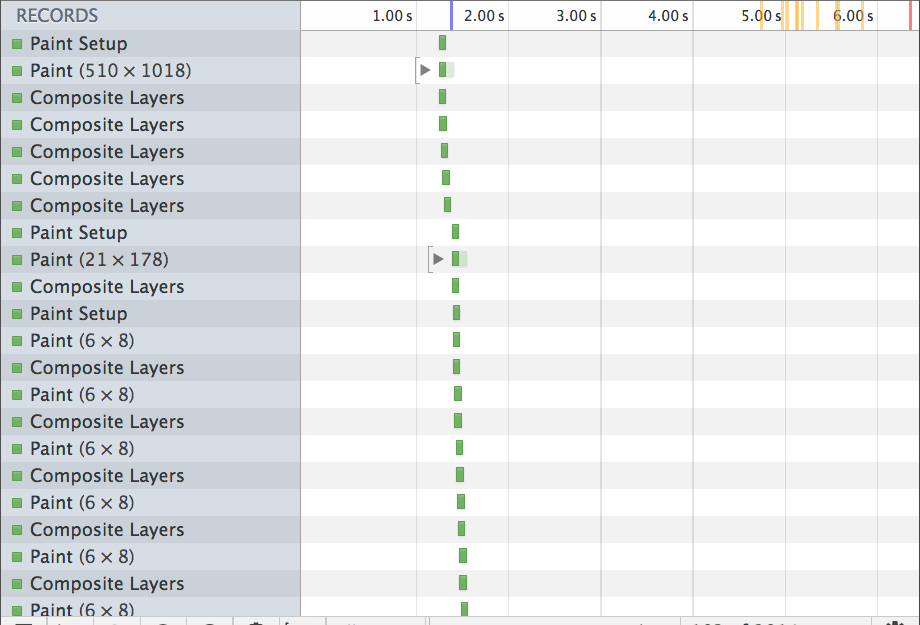 RECORDS 1.00 s 2.00 s 3.00 s 4.00 s 5.00 s 6.00 s
Paint Setup
Paint (510 × 1018)
Composite Layers
Composite Layers
Composite Layers
Composite Layers
Composite Layers
Paint Setup
Paint (21 × 178)
Composite Layers
Paint Setup
Paint (6 × 8)
Composite Layers
Paint (6 × 8)
Composite Layers
Paint (6 × 8)
Composite Layers
Paint (6 × 8)
Composite Layers
Paint (6 × 8)
Composite Layers
Paint (6 × 8)